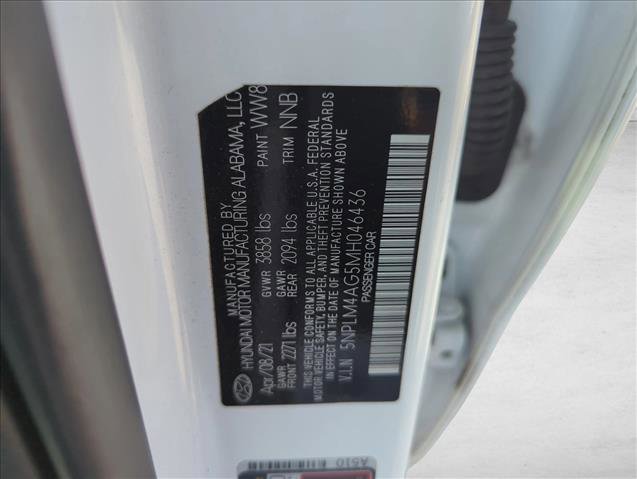 MANUFACTURED BY
HYUNDAI MOTOR MANUFACTURING ALABAMA, LLC
Apr/08/21 GVWR 3858 lbs PAINT WW8
GAWR FRONT 2271 lbs GAWR REAR 2094 lbs TRIM NNB
THIS VEHICLE CONFORMS TO ALL APPLICABLE U.S.A. FEDERAL
MOTOR VEHICLE SAFETY, BUMPER, AND THEFT PREVENTION STANDARDS
IN EFFECT ON THE DATE OF MANUFACTURE SHOWN ABOVE
V.I.N 5NPLM4AG5MH046436
PASSENGER CAR
A510